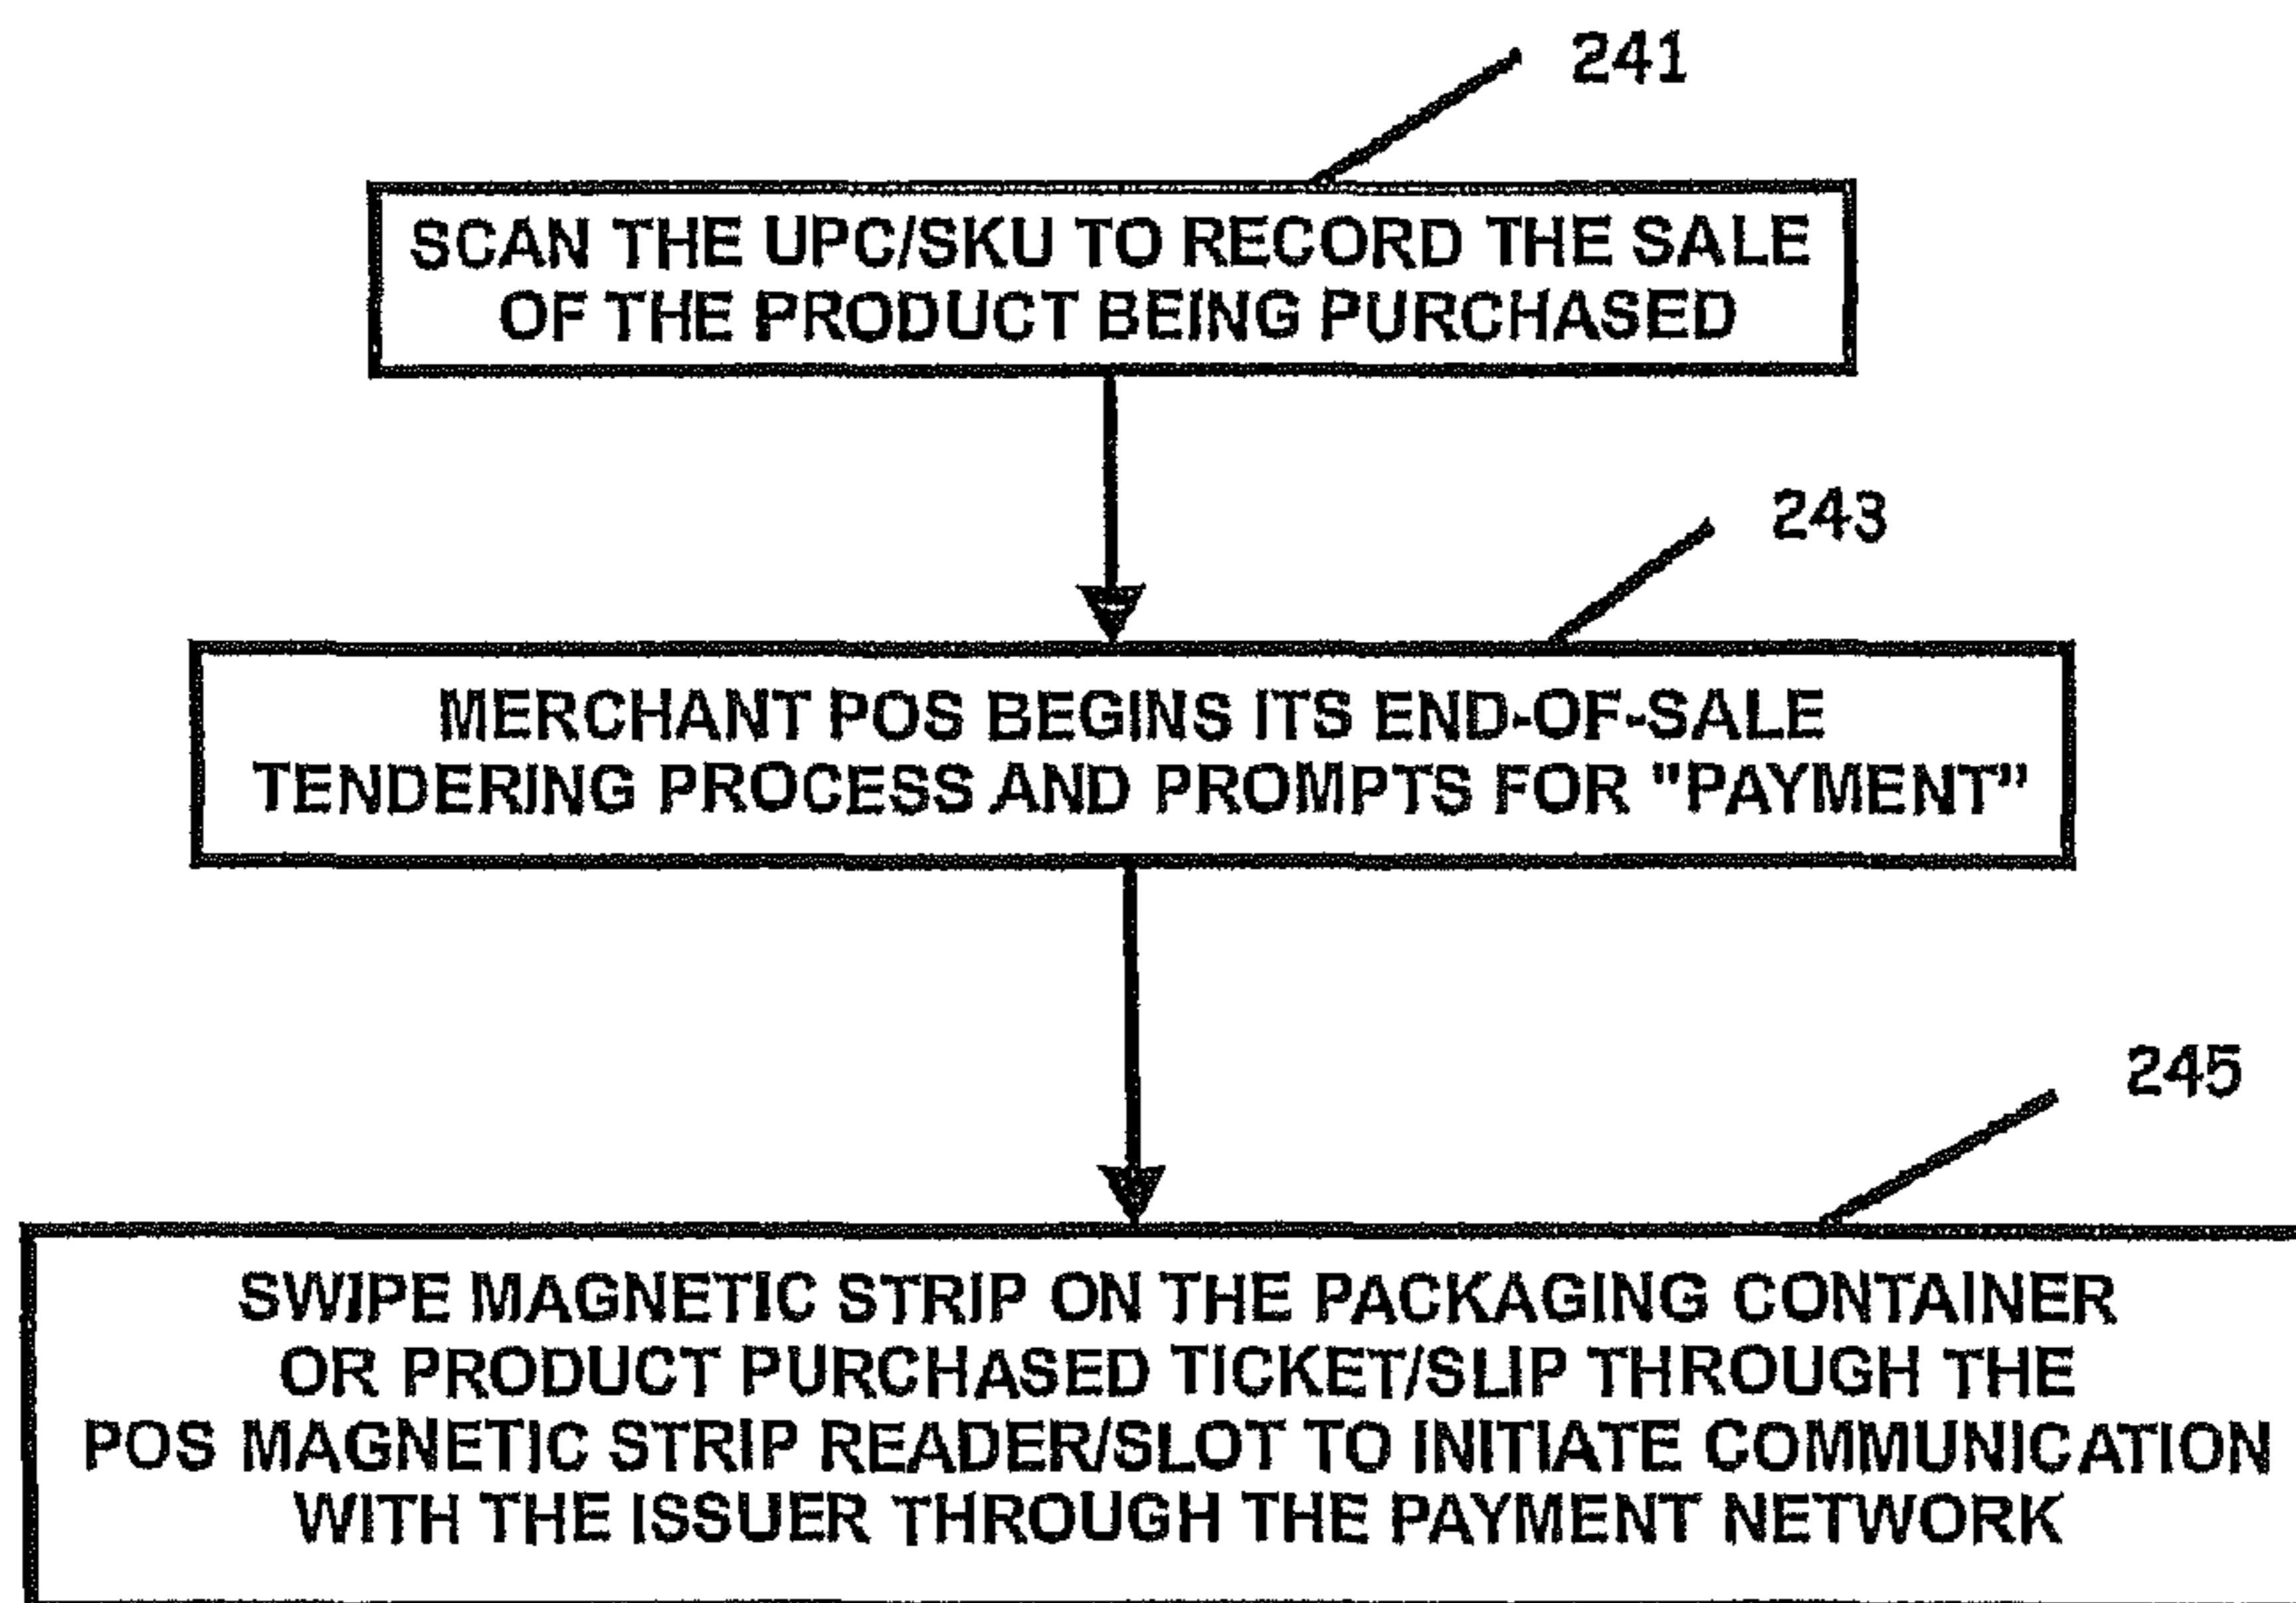 241
SCAN THE UPC/SKU TO RECORD THE SALE
OF THE PRODUCT BEING PURCHASED
243
MERCHANT POS BEGINS ITS END-OF-SALE
TENDERING PROCESS AND PROMPTS FOR "PAYMENT"
245
SWIPE MAGNETIC STRIP ON THE PACKAGING CONTAINER
OR PRODUCT PURCHASED TICKET/SLIP THROUGH THE
POS MAGNETIC STRIP READER/SLOT TO INITIATE COMMUNICATION
WITH THE ISSUER THROUGH THE PAYMENT NETWORK